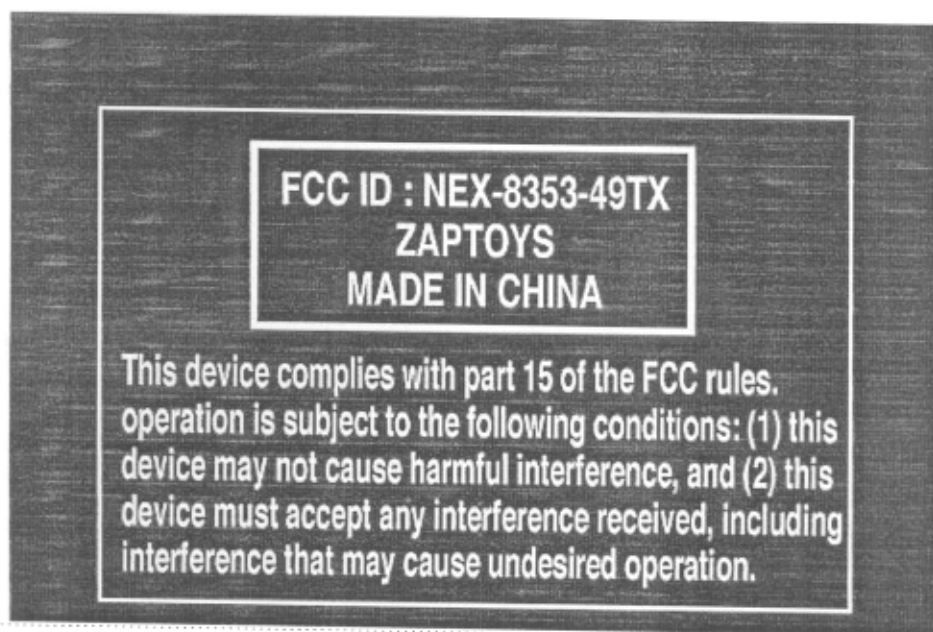 FCC ID : NEX-8353-49TX
ZAPTOYS
MADE IN CHINA
This device complies with part 15 of the FCC rules.
operation is subject to the following conditions: (1) this
device may not cause harmful interference, and (2) this
device must accept any interference received, including
interference that may cause undesired operation.